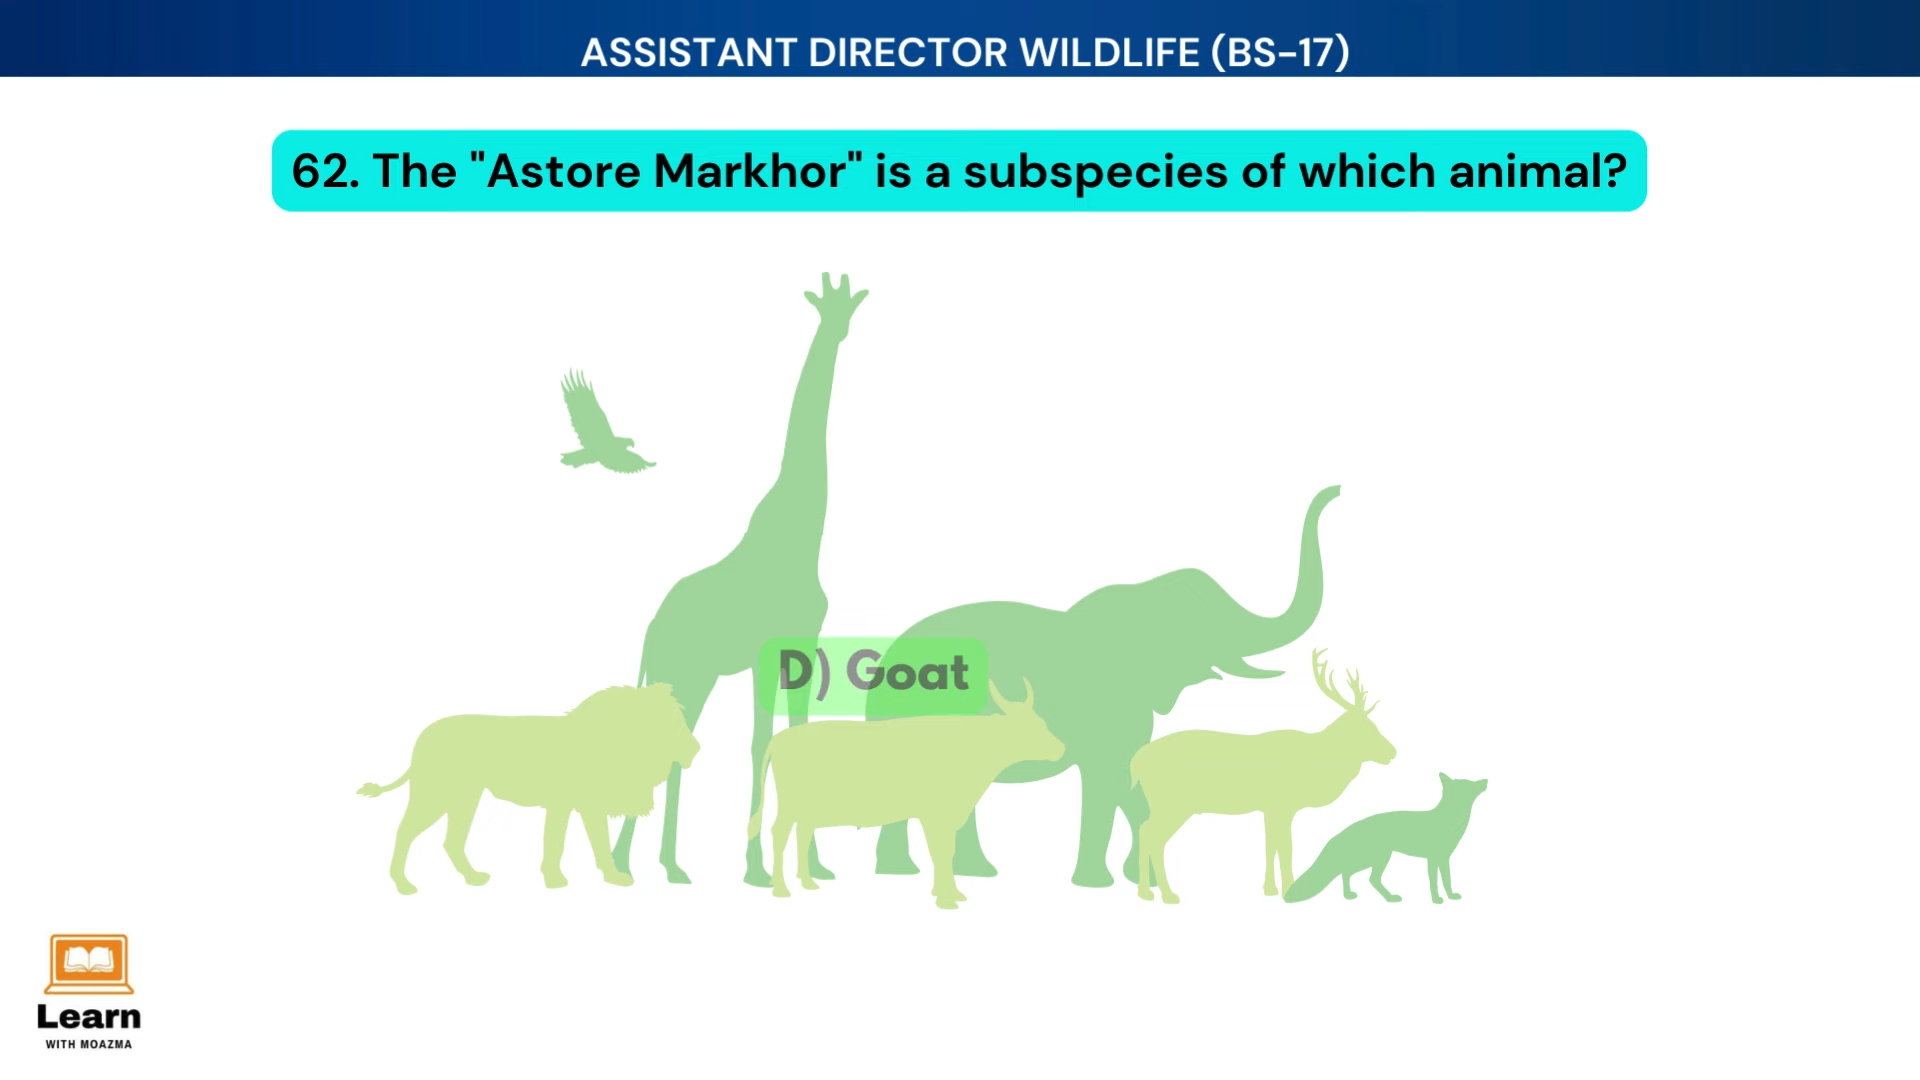 ASSISTANT DIRECTOR WILDLIFE (BS-17)
62. The "Astore Markhor" is a subspecies of which animal?
D) Goat
Learn
WITH MOAZMA